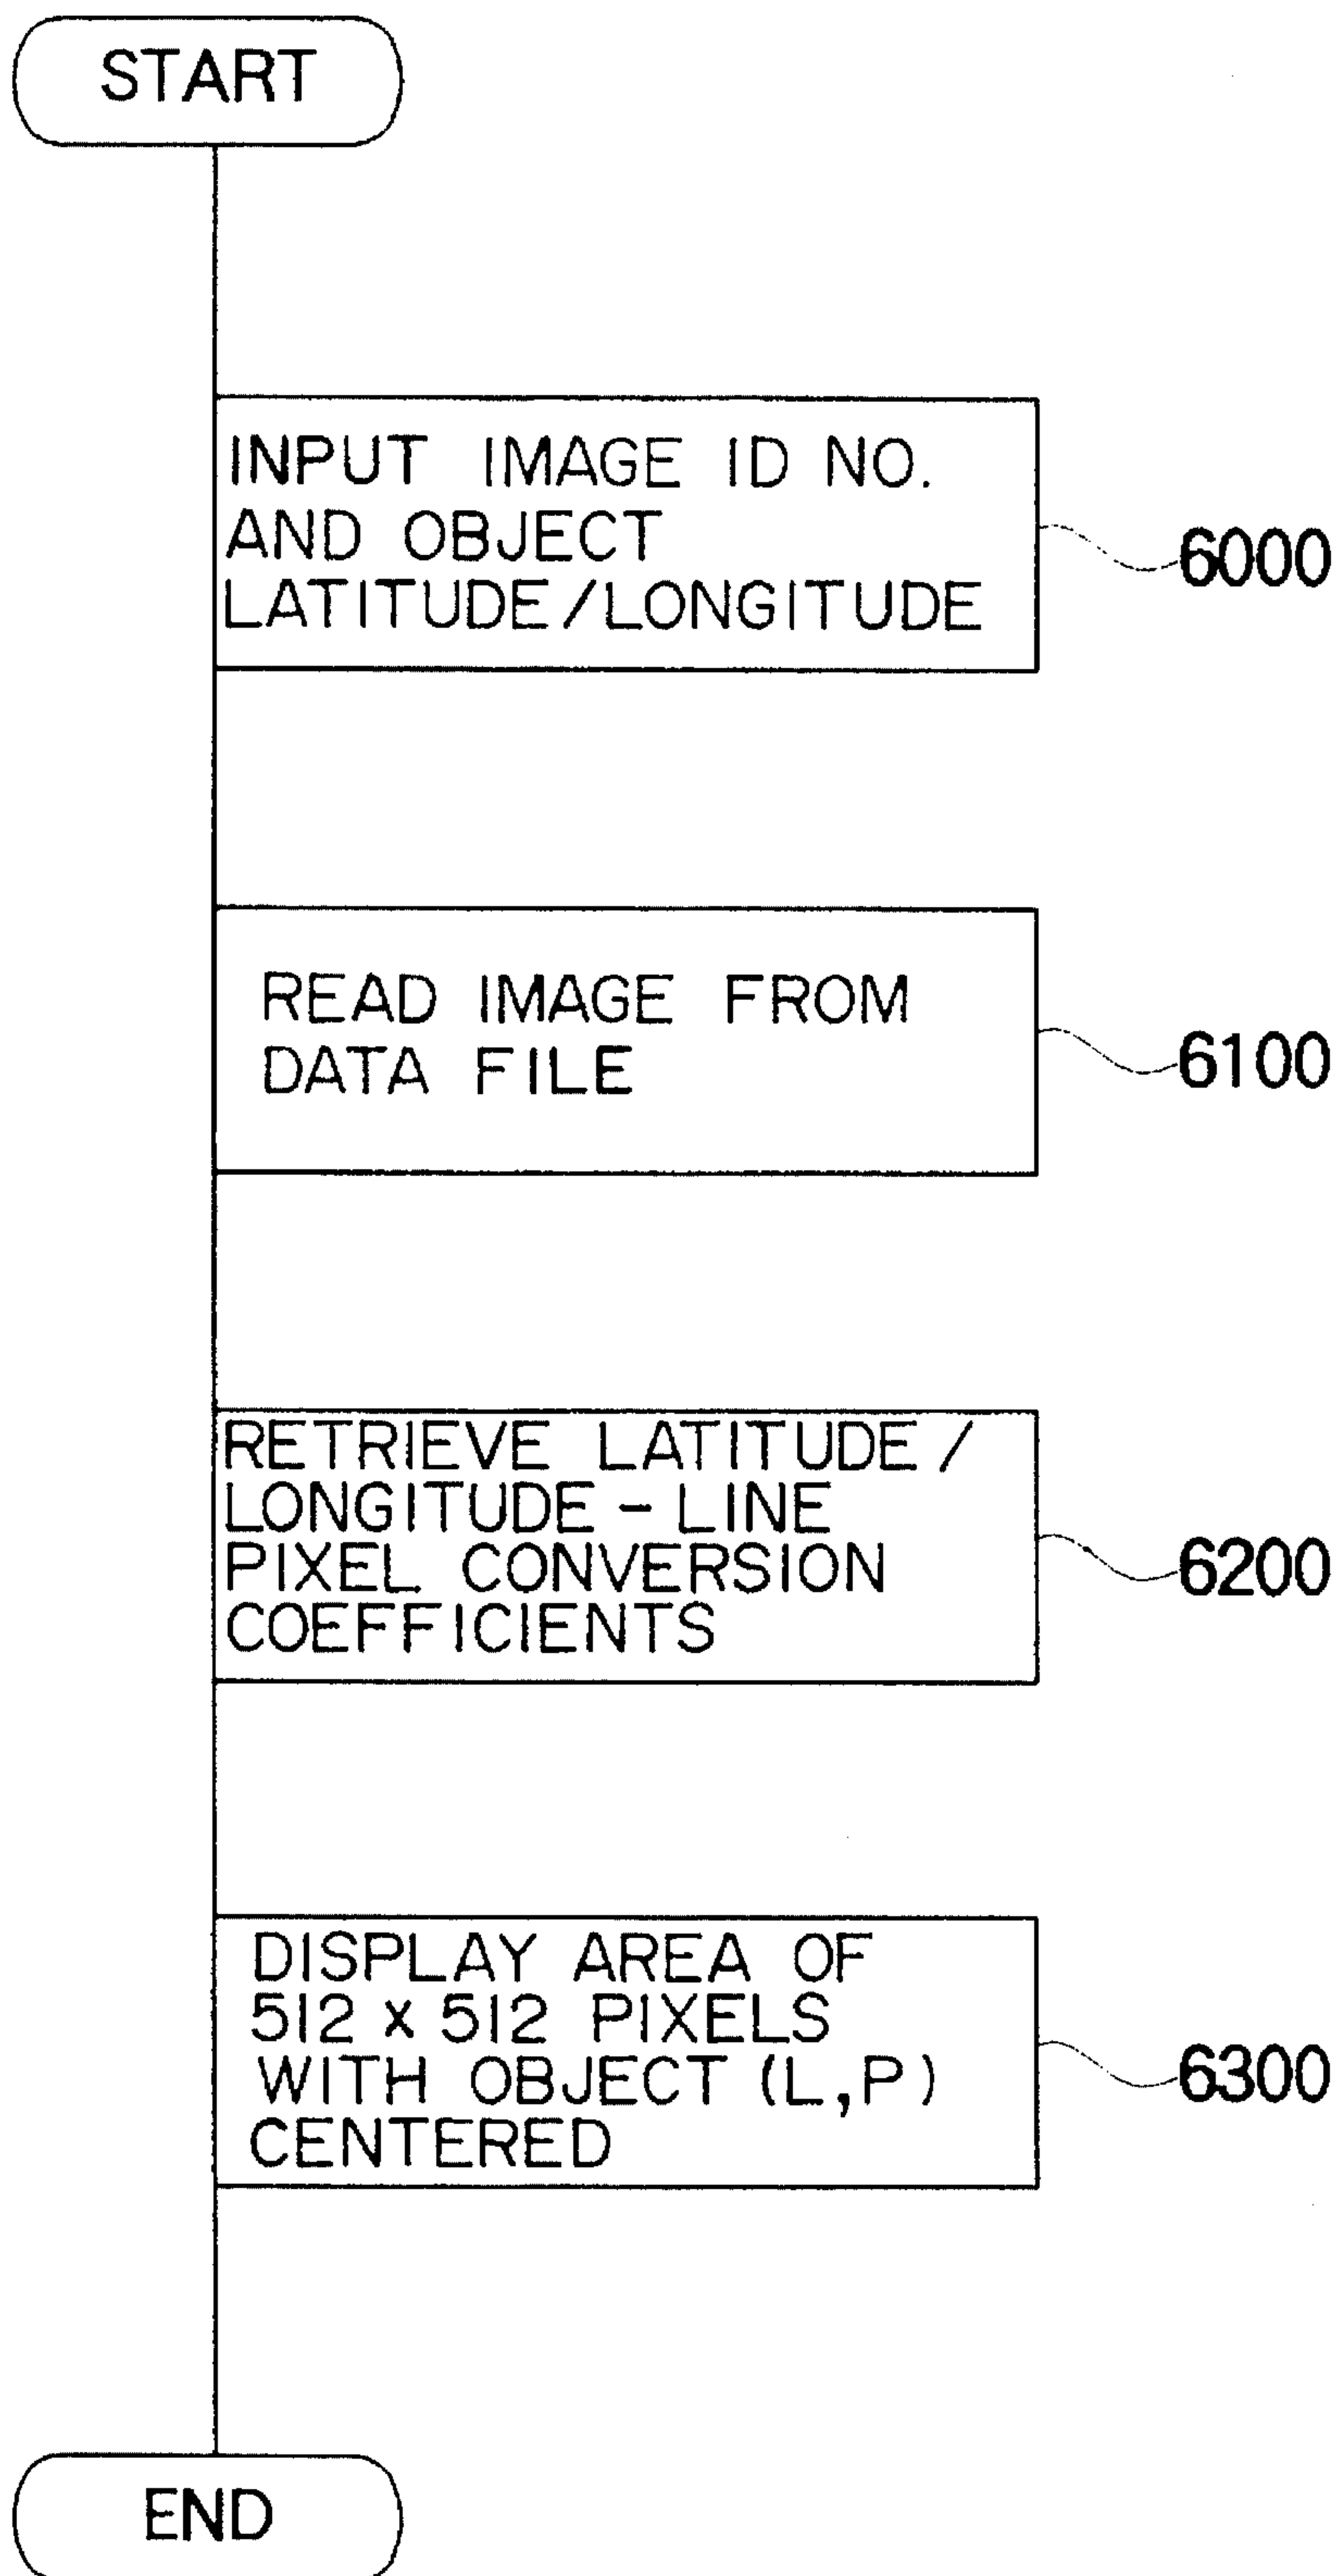 START
INPUT IMAGE ID NO.
AND OBJECT
LATITUDE/LONGITUDE
6000
READ IMAGE FROM
DATA FILE
6100
RETRIEVE LATITUDE/
LONGITUDE - LINE
PIXEL CONVERSION
COEFFICIENTS
6200
DISPLAY AREA OF
512 x 512 PIXELS
WITH OBJECT (L,P)
CENTERED
6300
END